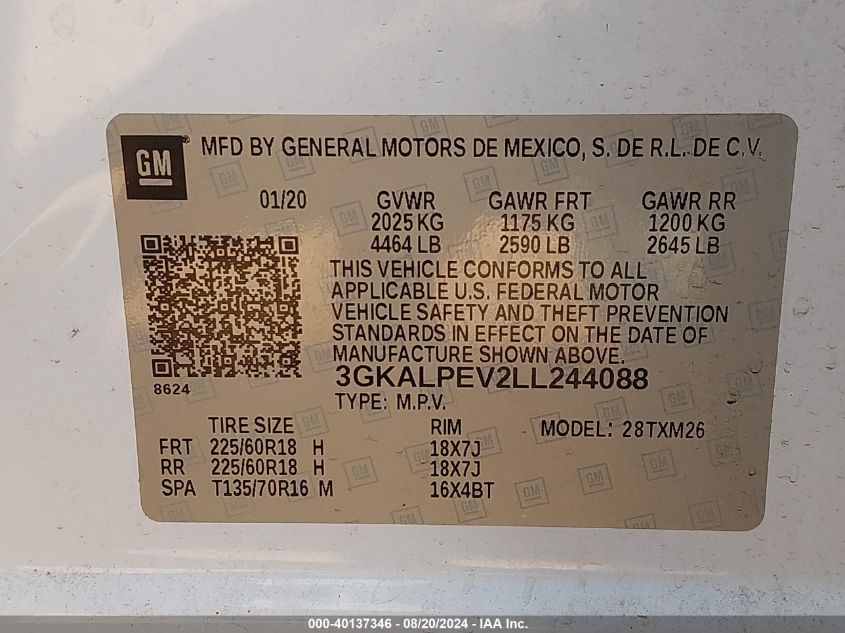 GM MFD BY GENERAL MOTORS DE MEXICO, S. DE R.L. DE C.V.
01/20 GVWR GAWR FRT GAWR RR
2025 KG 1175 KG 1200 KG
4464 LB 2590 LB 2645 LB
THIS VEHICLE CONFORMS TO ALL
APPLICABLE U.S. FEDERAL MOTOR
VEHICLE SAFETY AND THEFT PREVENTION
STANDARDS IN EFFECT ON THE DATE OF
MANUFACTURE SHOWN ABOVE.
8624 3GKALPEV2LL244088
TYPE: M.P.V.
TIRE SIZE RIM MODEL: 28TXM26
FRT 225/60R18 H 18X7J
RR 225/60R18 H 18X7J
SPA T135/70R16 M 16X4BT
000-40137346 / 08/20/2024 - IAA Inc.